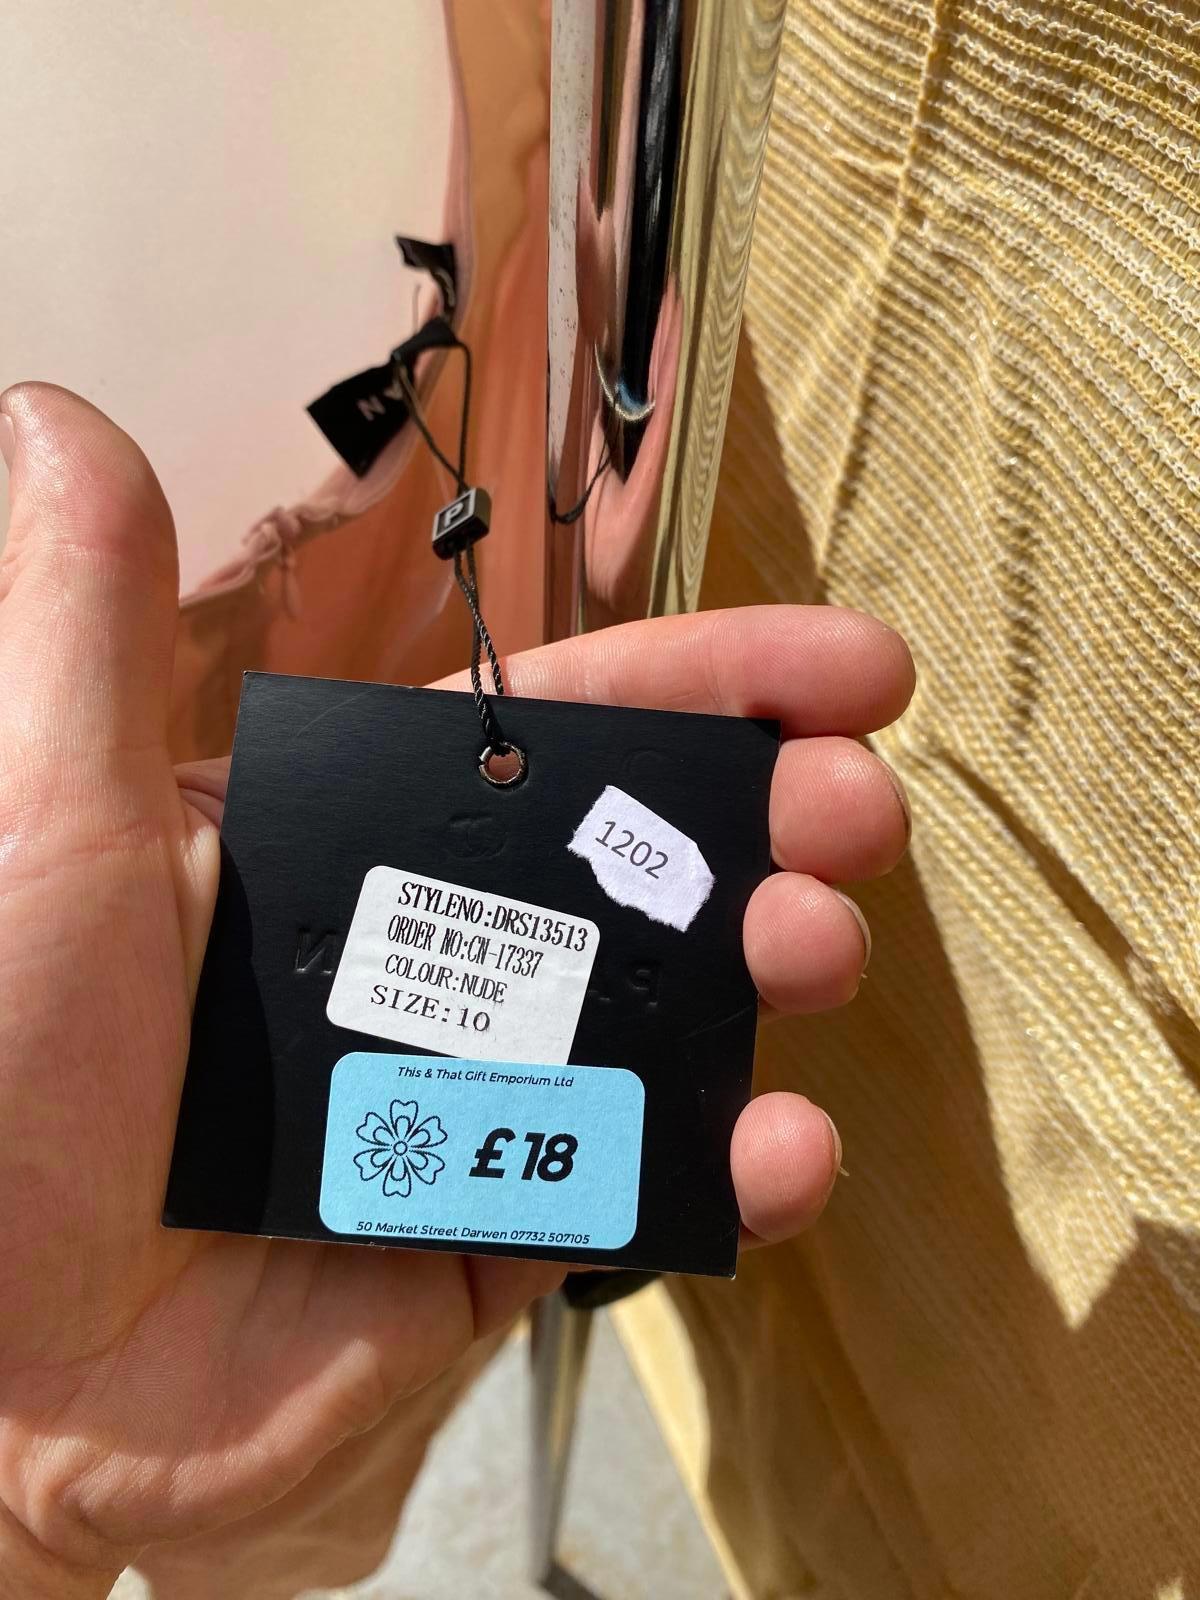 N
P
1202
STYLENO:DRS13513
ORDER NO:CN-17337
COLOUR:NUDE
SIZE:10
This & That Gift Emporium Ltd
£18
50 Market Street Darwen 07732 507105